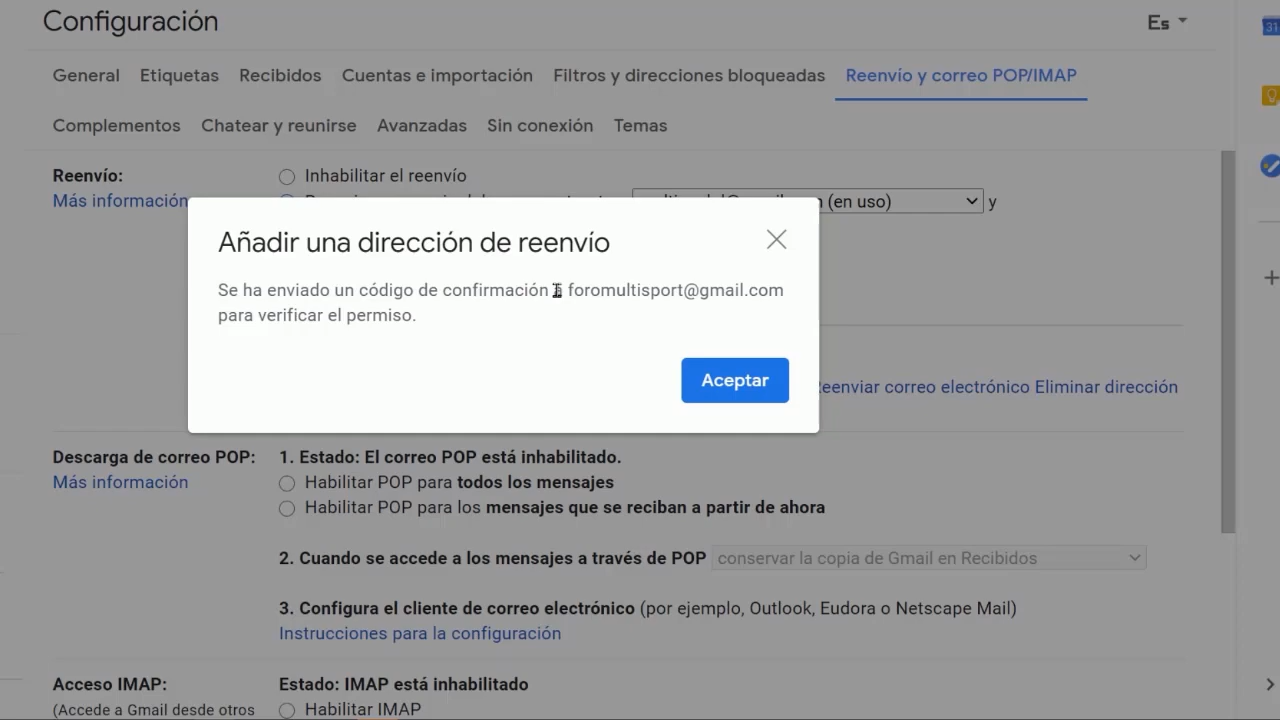 Configuración
Es
General Etiquetas Recibidos Cuentas e importación Filtros y direcciones bloqueadas Reenvío y correo POP/IMAP
Complementos Chatear y reunirse Avanzadas Sin conexión Temas
Reenvío:
Inhabilitar el reenvío
Más información
(en uso) y
Añadir una dirección de reenvío
Se ha enviado un código de confirmación a foromultisport@gmail.com
para verificar el permiso.
Aceptar
Reenviar correo electrónico Eliminar dirección
Descarga de correo POP:
Más información
1. Estado: El correo POP está inhabilitado.
Habilitar POP para todos los mensajes
Habilitar POP para los mensajes que se reciban a partir de ahora
2. Cuando se accede a los mensajes a través de POP conservar la copia de Gmail en Recibidos
3. Configura el cliente de correo electrónico (por ejemplo, Outlook, Eudora o Netscape Mail)
Instrucciones para la configuración
Acceso IMAP:
(Accede a Gmail desde otros
Estado: IMAP está inhabilitado
Habilitar IMAP
31